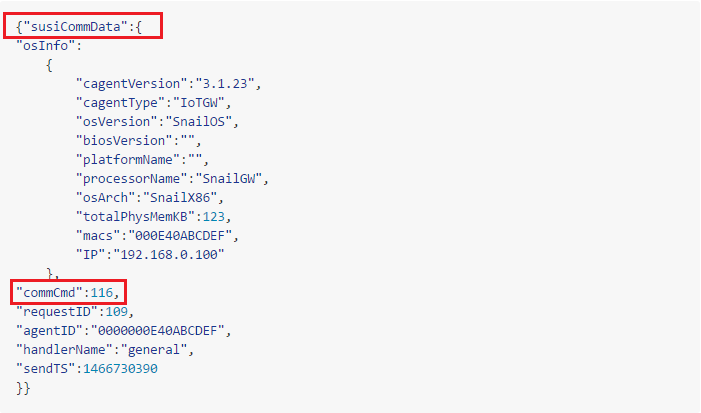 {"susiCommData":{
"osInfo":
{
"cagentVersion":"3.1.23",
"cagentType":"IoTGW",
"osVersion":"SnailOS",
"biosVersion":"",
"platformName":"",
"processorName":"SnailGW",
"osArch":"SnailX86",
"totalPhysMemKB":123,
"macs":"000E40ABCDEF",
"IP":"192.168.0.100"
},
"commCmd":116,
"requestID":109,
"agentID":"0000000E40ABCDEF",
"handlerName":"general",
"sendTS":1466730390
}}